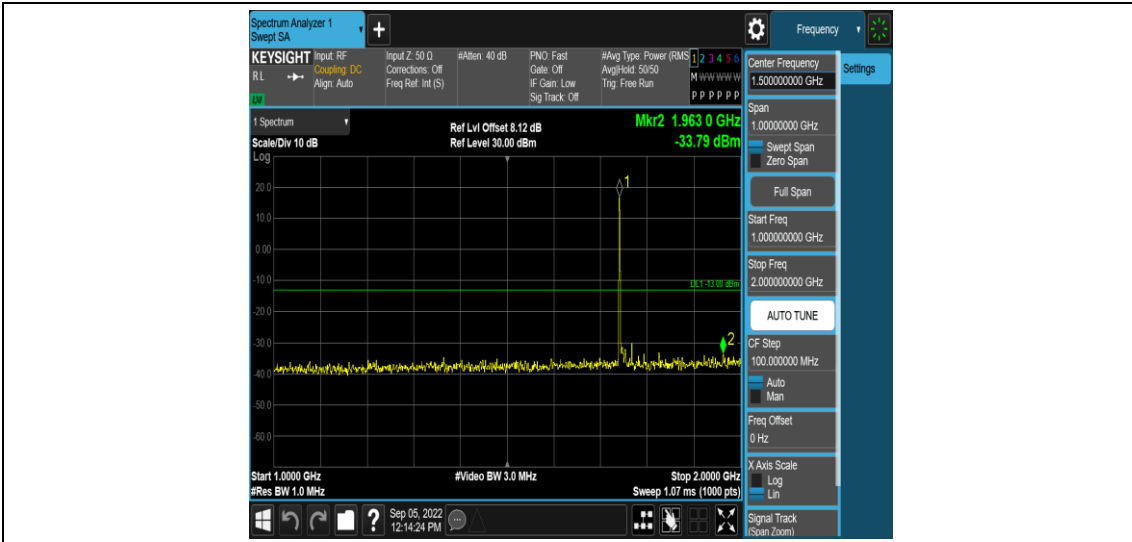 Spectrum Analyzer 1
Swept SA
+
Frequency
KEYSIGHT
RL
LXI
Input: RF
Coupling: DC
Align: Auto
Input Z: 50 Ω
Corrections: Off
Freq Ref: Int (S)
#Atten: 40 dB
PNO: Fast
Gate: Off
IF Gain: Low
Sig Track: Off
#Avg Type: Power (RMS
Avg|Hold: 50/50
Trig: Free Run
1 2 3 4 5 6
M W W W W W
P P P P P P
1 Spectrum
Scale/Div 10 dB
Log
Ref Lvl Offset 8.12 dB
Ref Level 30.00 dBm
Mkr2 1.963 0 GHz
-33.79 dBm
20.0
10.0
0.00
-10.0
-20.0
-30.0
-40.0
-50.0
-60.0
1
DL1 -13.00 dBm
2
Start 1.0000 GHz
#Res BW 1.0 MHz
#Video BW 3.0 MHz
Stop 2.0000 GHz
Sweep 1.07 ms (1000 pts)
Center Frequency
1.500000000 GHz
Settings
Span
1.00000000 GHz
Swept Span
Zero Span
Full Span
Start Freq
1.000000000 GHz
Stop Freq
2.000000000 GHz
AUTO TUNE
CF Step
100.000000 MHz
Auto
Man
Freq Offset
0 Hz
X Axis Scale
Log
Lin
Signal Track
(Span Zoom)
?
Sep 05, 2022
12:14:24 PM